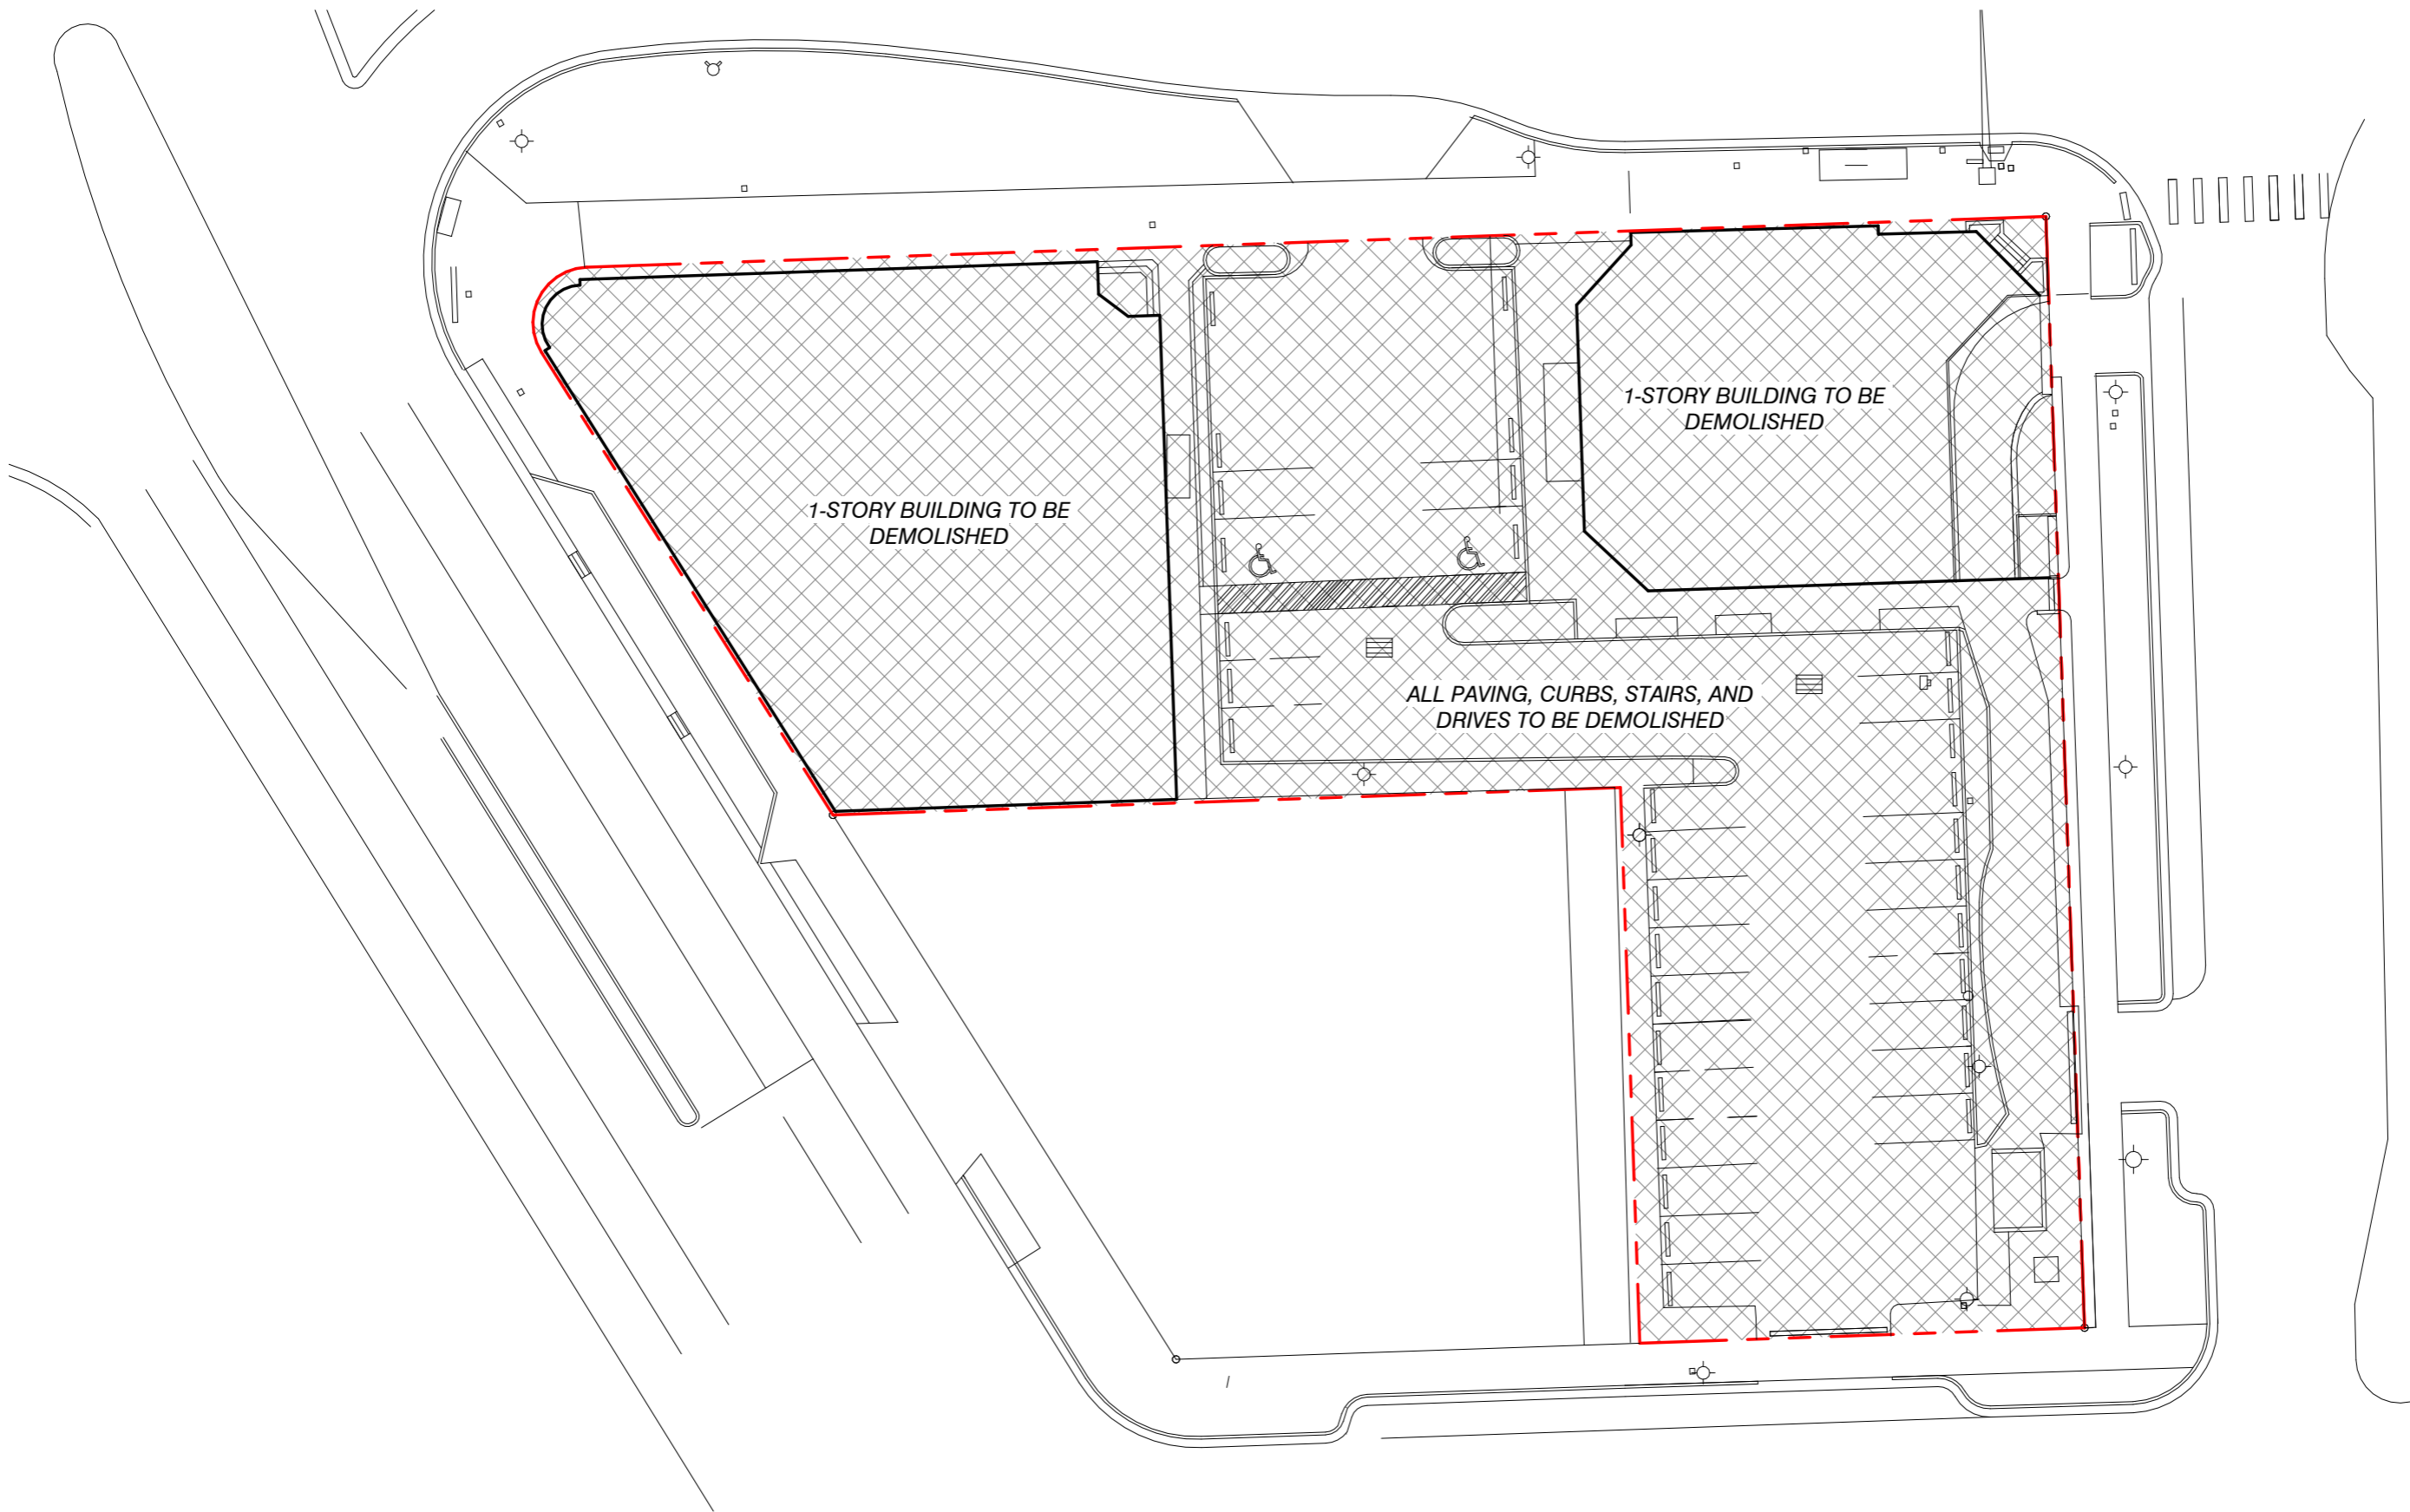 1-STORY BUILDING TO BE
DEMOLISHED
1-STORY BUILDING TO BE
DEMOLISHED
ALL PAVING, CURBS, STAIRS, AND
DRIVES TO BE DEMOLISHED